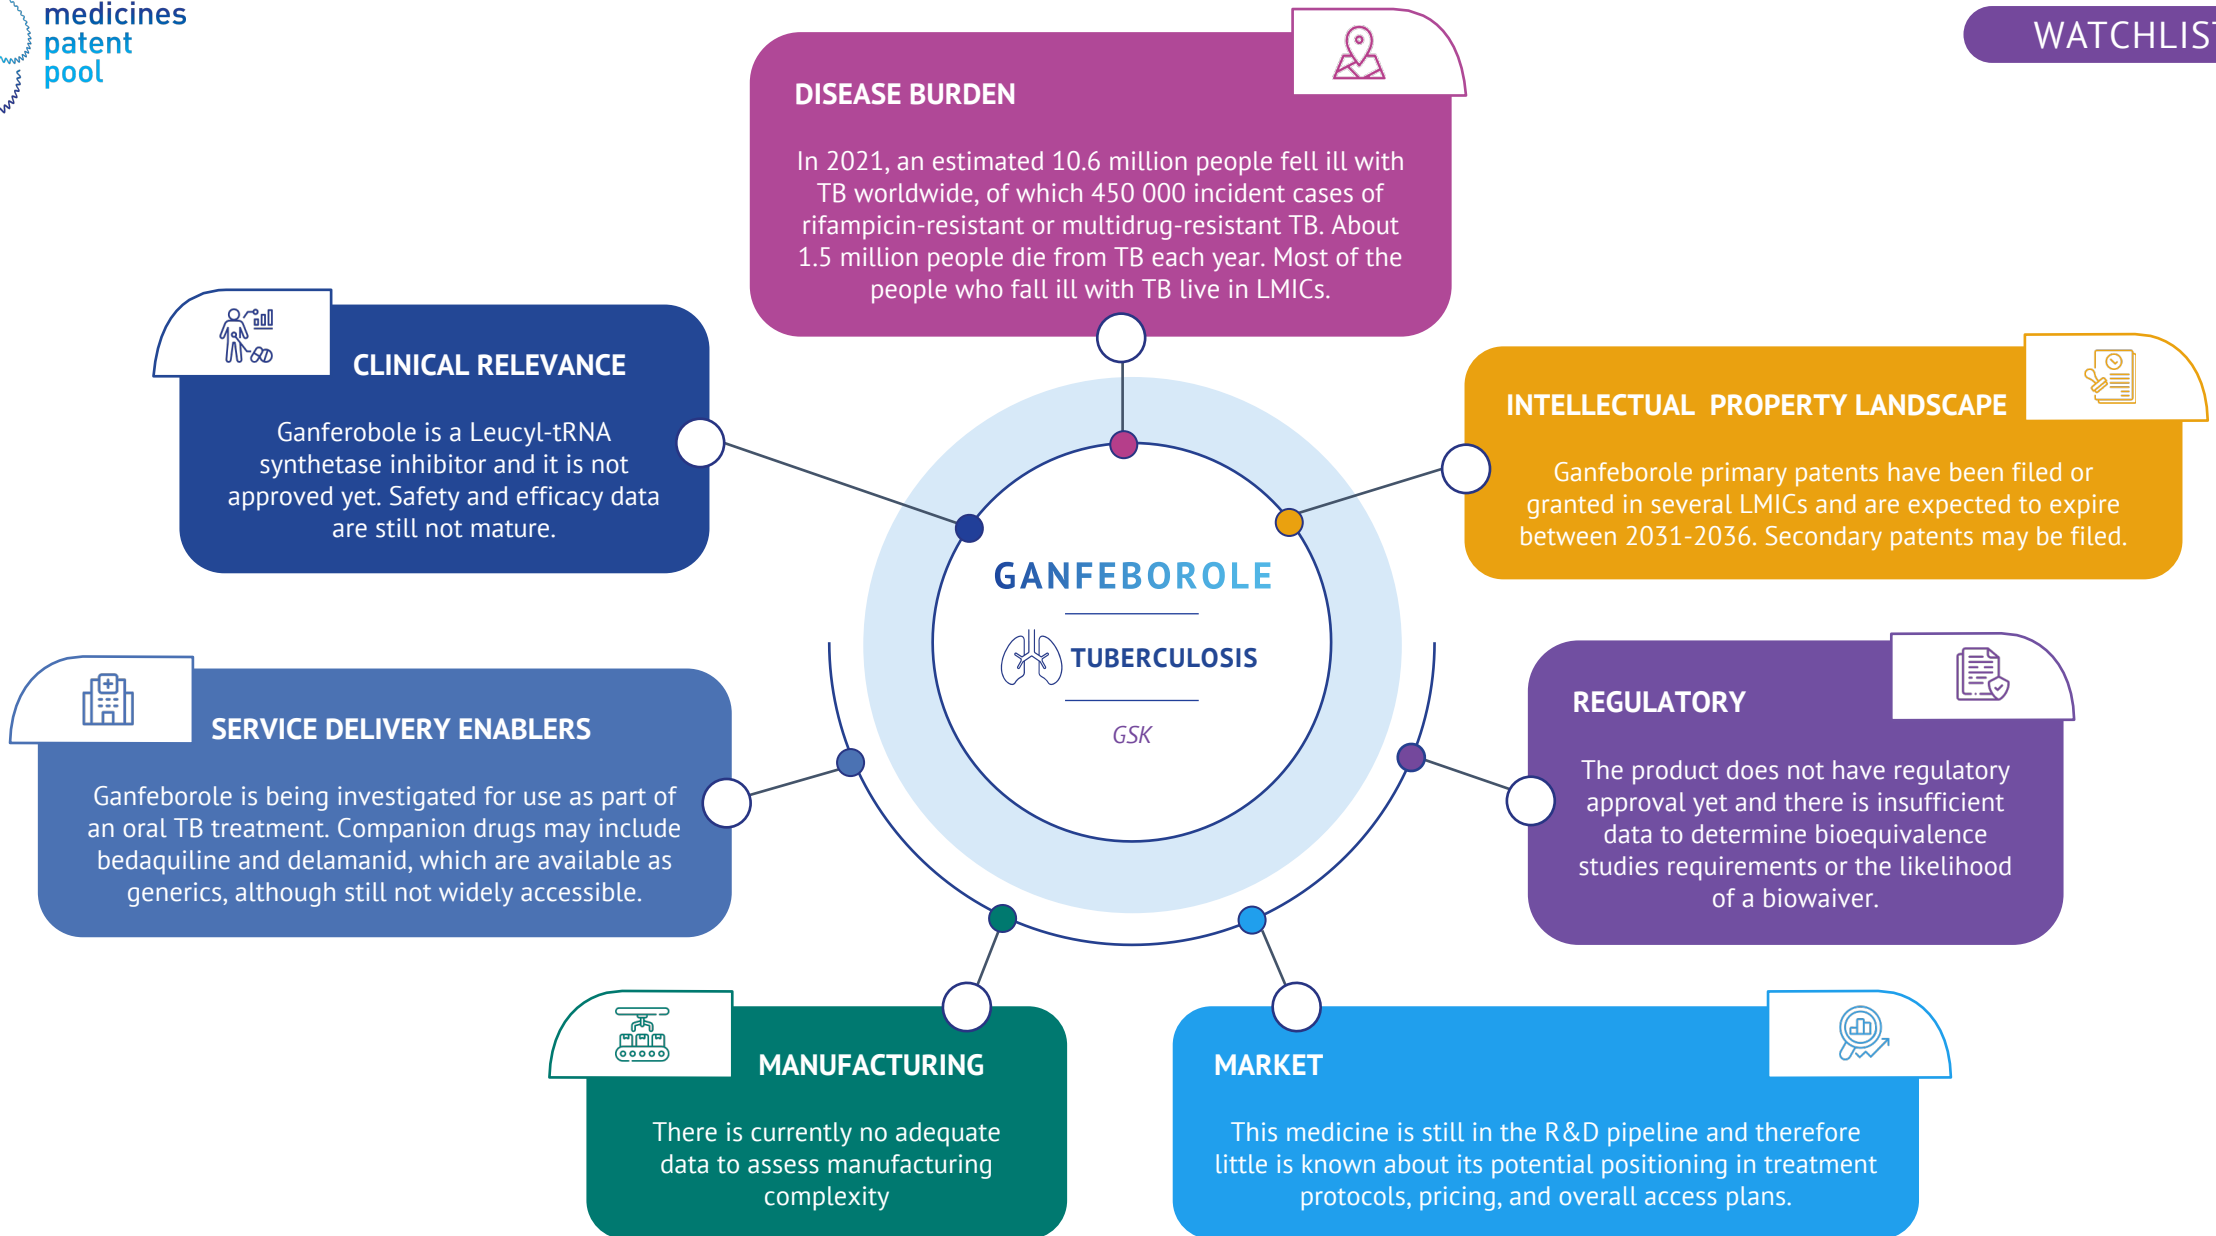 medicines
patent
pool
DISEASE BURDEN
In 2021, an estimated 10.6 million people fell ill with
TB worldwide, of which 450 000 incident cases of
rifampicin-resistant or multidrug-resistant TB. About
1.5 million people die from TB each year. Most of the
people who fall ill with TB live in LMICs.
CLINICAL RELEVANCE
Ganferobole is a Leucyl-tRNA
synthetase inhibitor and it is not
approved yet. Safety and efficacy data
are still not mature.
INTELLECTUAL PROPERTY LANDSCAPE
Ganfeborole primary patents have been filed or
granted in several LMICs and are expected to expire
between 2031-2036. Secondary patents may be filed.
GANFEBOROLE
TUBERCULOSIS
GSK
SERVICE DELIVERY ENABLERS
Ganfeborole is being investigated for use as part of
an oral TB treatment. Companion drugs may include
bedaquiline and delamanid, which are available as
generics, although still not widely accessible.
REGULATORY
The product does not have regulatory
approval yet and there is insufficient
data to determine bioequivalence
studies requirements or the likelihood
of a biowaiver.
MANUFACTURING
There is currently no adequate
data to assess manufacturing
complexity
MARKET
This medicine is still in the R&D pipeline and therefore
little is known about its potential positioning in treatment
protocols, pricing, and overall access plans.